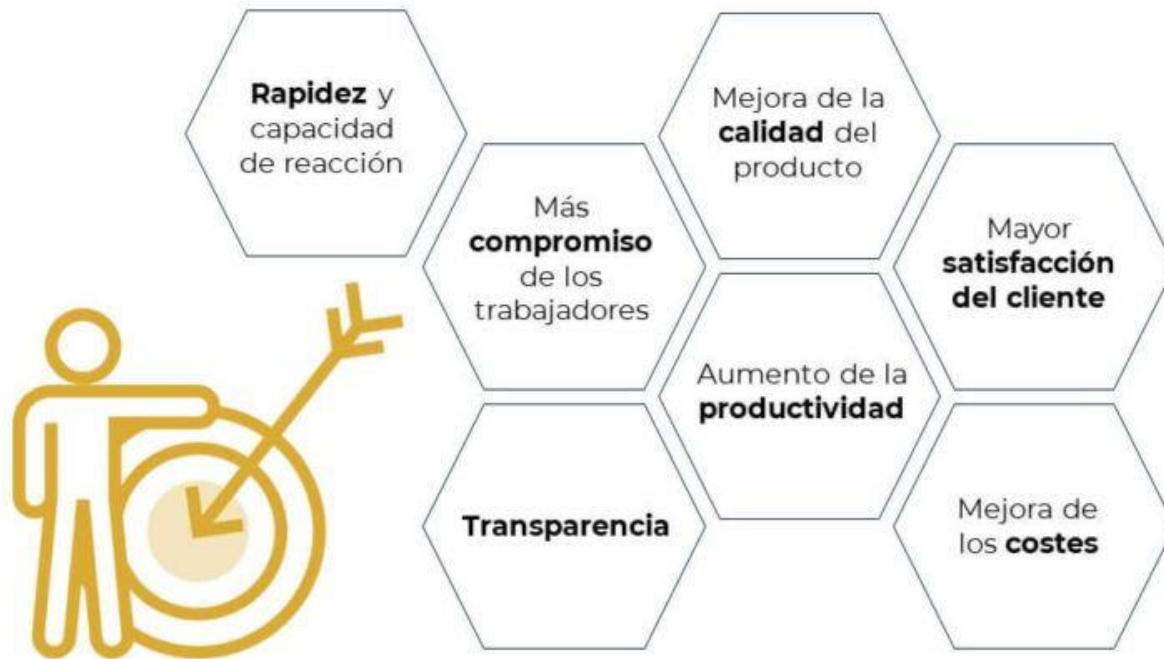 Rapidez y
capacidad
de reacción
Más
compromiso
de los
trabajadores
Transparencia
Mejora de la
calidad del
producto
Aumento de la
productividad
Mayor
satisfacción
del cliente
Mejora de
los costes